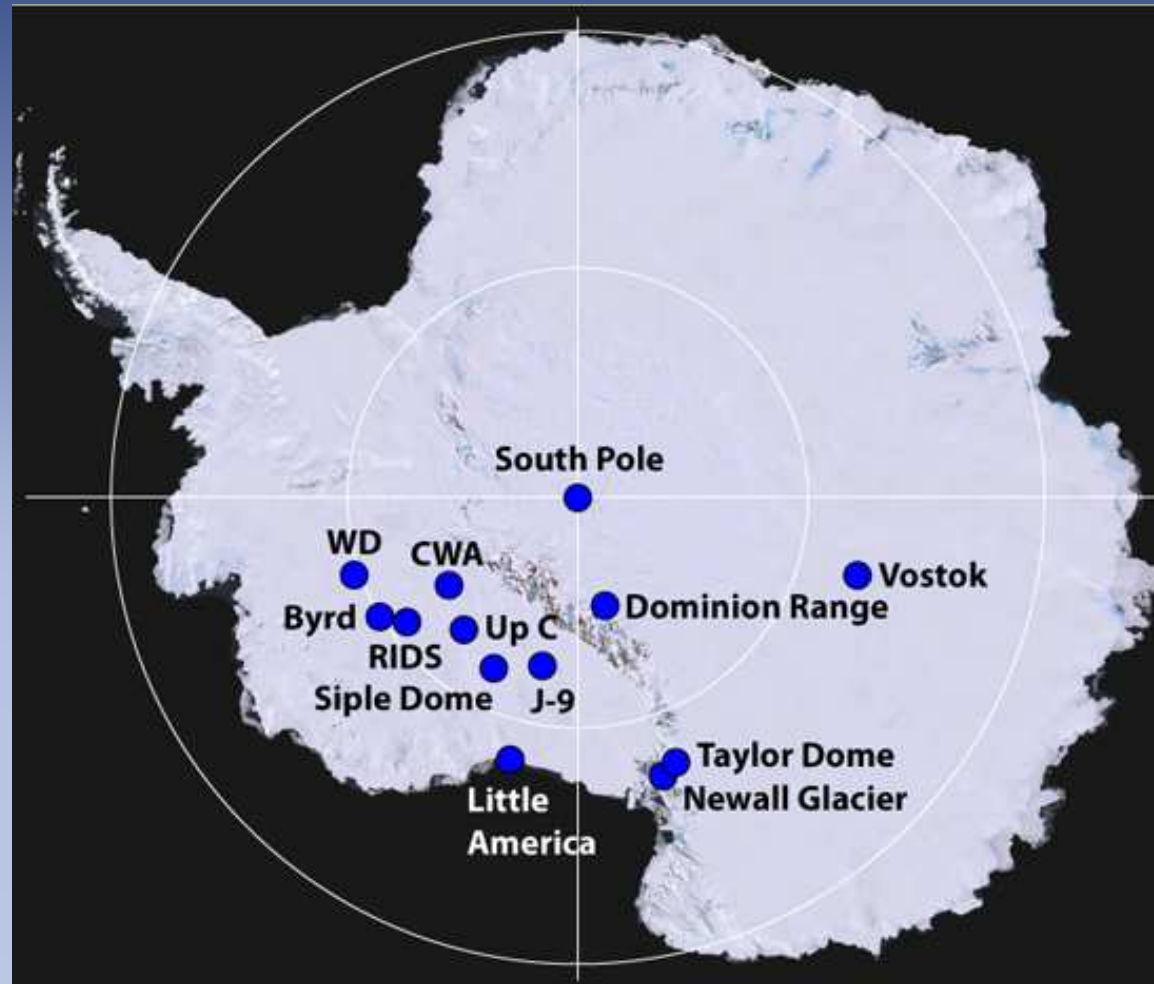 South Pole
WD
CWA
Vostok
Byrd
Dominion Range
Up C
RIDS
Siple Dome
J-9
Taylor Dome
Newall Glacier
Little
America